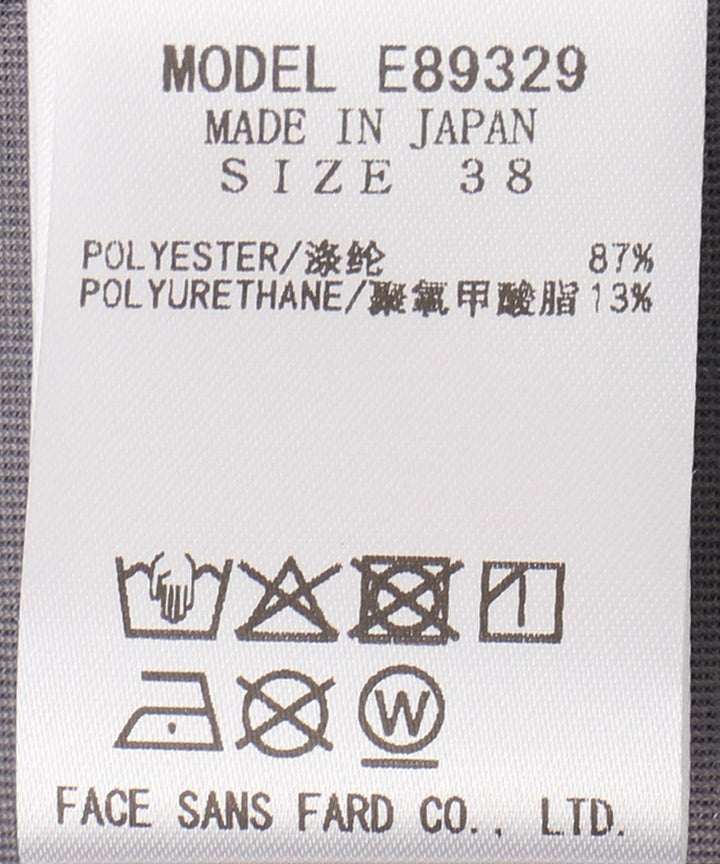 MODEL E89329
MADE IN JAPAN
SIZE 38
POLYESTER/涤纶 87%
POLYURETHANE/聚氧甲酸脂 13%
W
FACE SANS FARD CO., LTD.